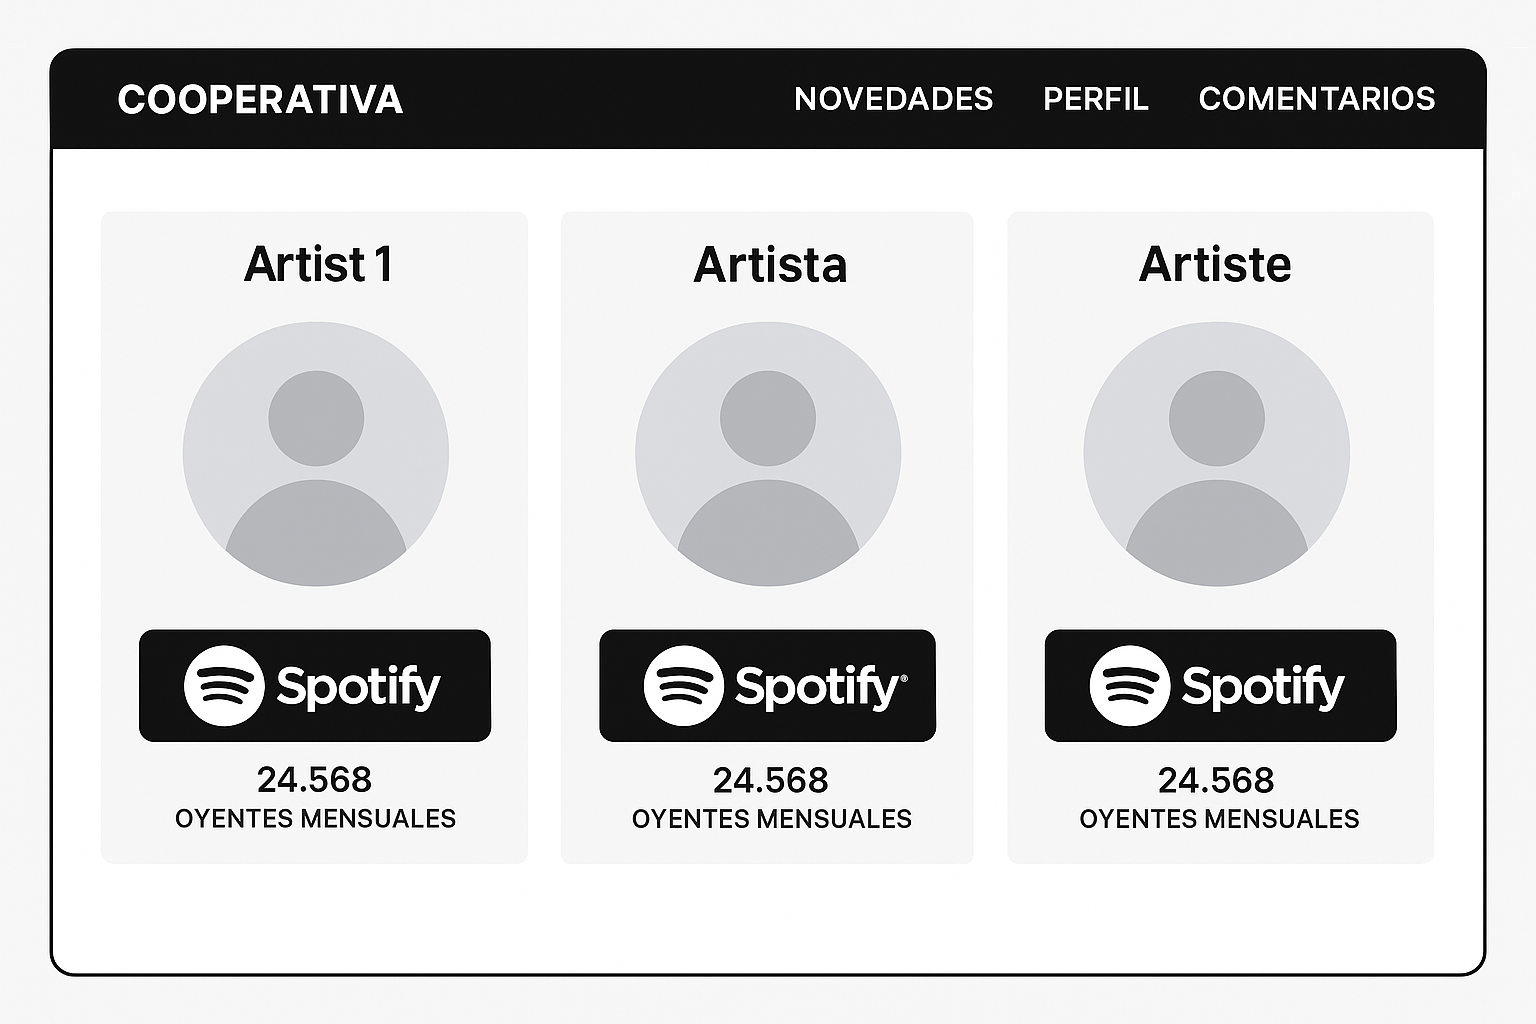 COOPERATIVA
NOVEDADES PERFIL COMENTARIOS
Artist 1
Spotify
24.568
OYENTES MENSUALES
Artista
Spotify®
24.568
OYENTES MENSUALES
Artiste
Spotify
24.568
OYENTES MENSUALES